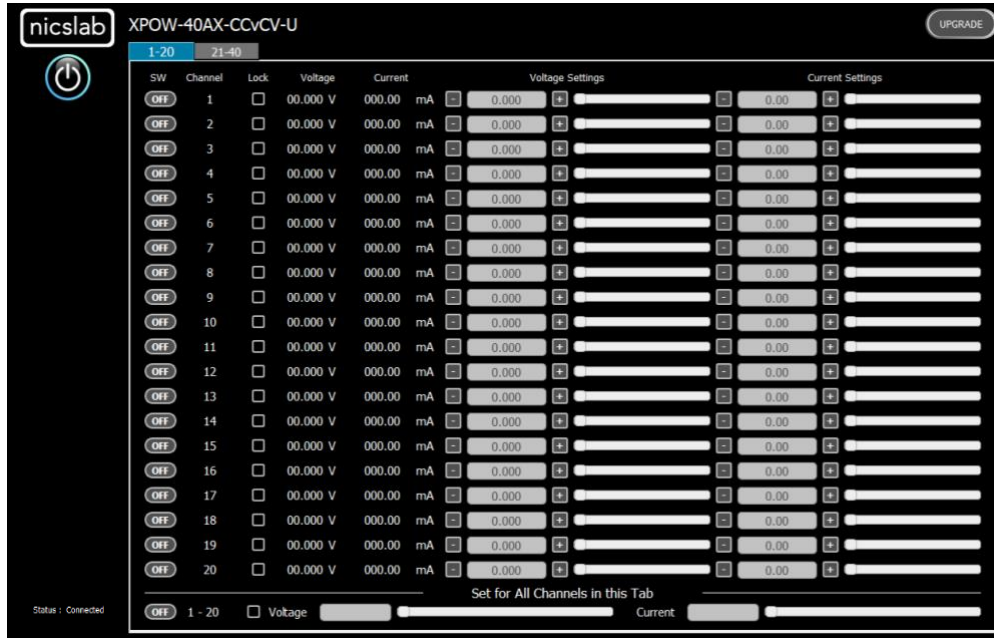 nicslab
XPOW-40AX-CCvCV-U
UPGRADE
1-20 21-40
SW Channel Lock Voltage Current Voltage Settings Current Settings
OFF 1 00.000 V 000.00 mA - 0.000 + - 0.00 +
OFF 2 00.000 V 000.00 mA - 0.000 + - 0.00 +
OFF 3 00.000 V 000.00 mA - 0.000 + - 0.00 +
OFF 4 00.000 V 000.00 mA - 0.000 + - 0.00 +
OFF 5 00.000 V 000.00 mA - 0.000 + - 0.00 +
OFF 6 00.000 V 000.00 mA - 0.000 + - 0.00 +
OFF 7 00.000 V 000.00 mA - 0.000 + - 0.00 +
OFF 8 00.000 V 000.00 mA - 0.000 + - 0.00 +
OFF 9 00.000 V 000.00 mA - 0.000 + - 0.00 +
OFF 10 00.000 V 000.00 mA - 0.000 + - 0.00 +
OFF 11 00.000 V 000.00 mA - 0.000 + - 0.00 +
OFF 12 00.000 V 000.00 mA - 0.000 + - 0.00 +
OFF 13 00.000 V 000.00 mA - 0.000 + - 0.00 +
OFF 14 00.000 V 000.00 mA - 0.000 + - 0.00 +
OFF 15 00.000 V 000.00 mA - 0.000 + - 0.00 +
OFF 16 00.000 V 000.00 mA - 0.000 + - 0.00 +
OFF 17 00.000 V 000.00 mA - 0.000 + - 0.00 +
OFF 18 00.000 V 000.00 mA - 0.000 + - 0.00 +
OFF 19 00.000 V 000.00 mA - 0.000 + - 0.00 +
OFF 20 00.000 V 000.00 mA - 0.000 + - 0.00 +
Set for All Channels in this Tab
Status : Connected
OFF 1 - 20 Voltage Current